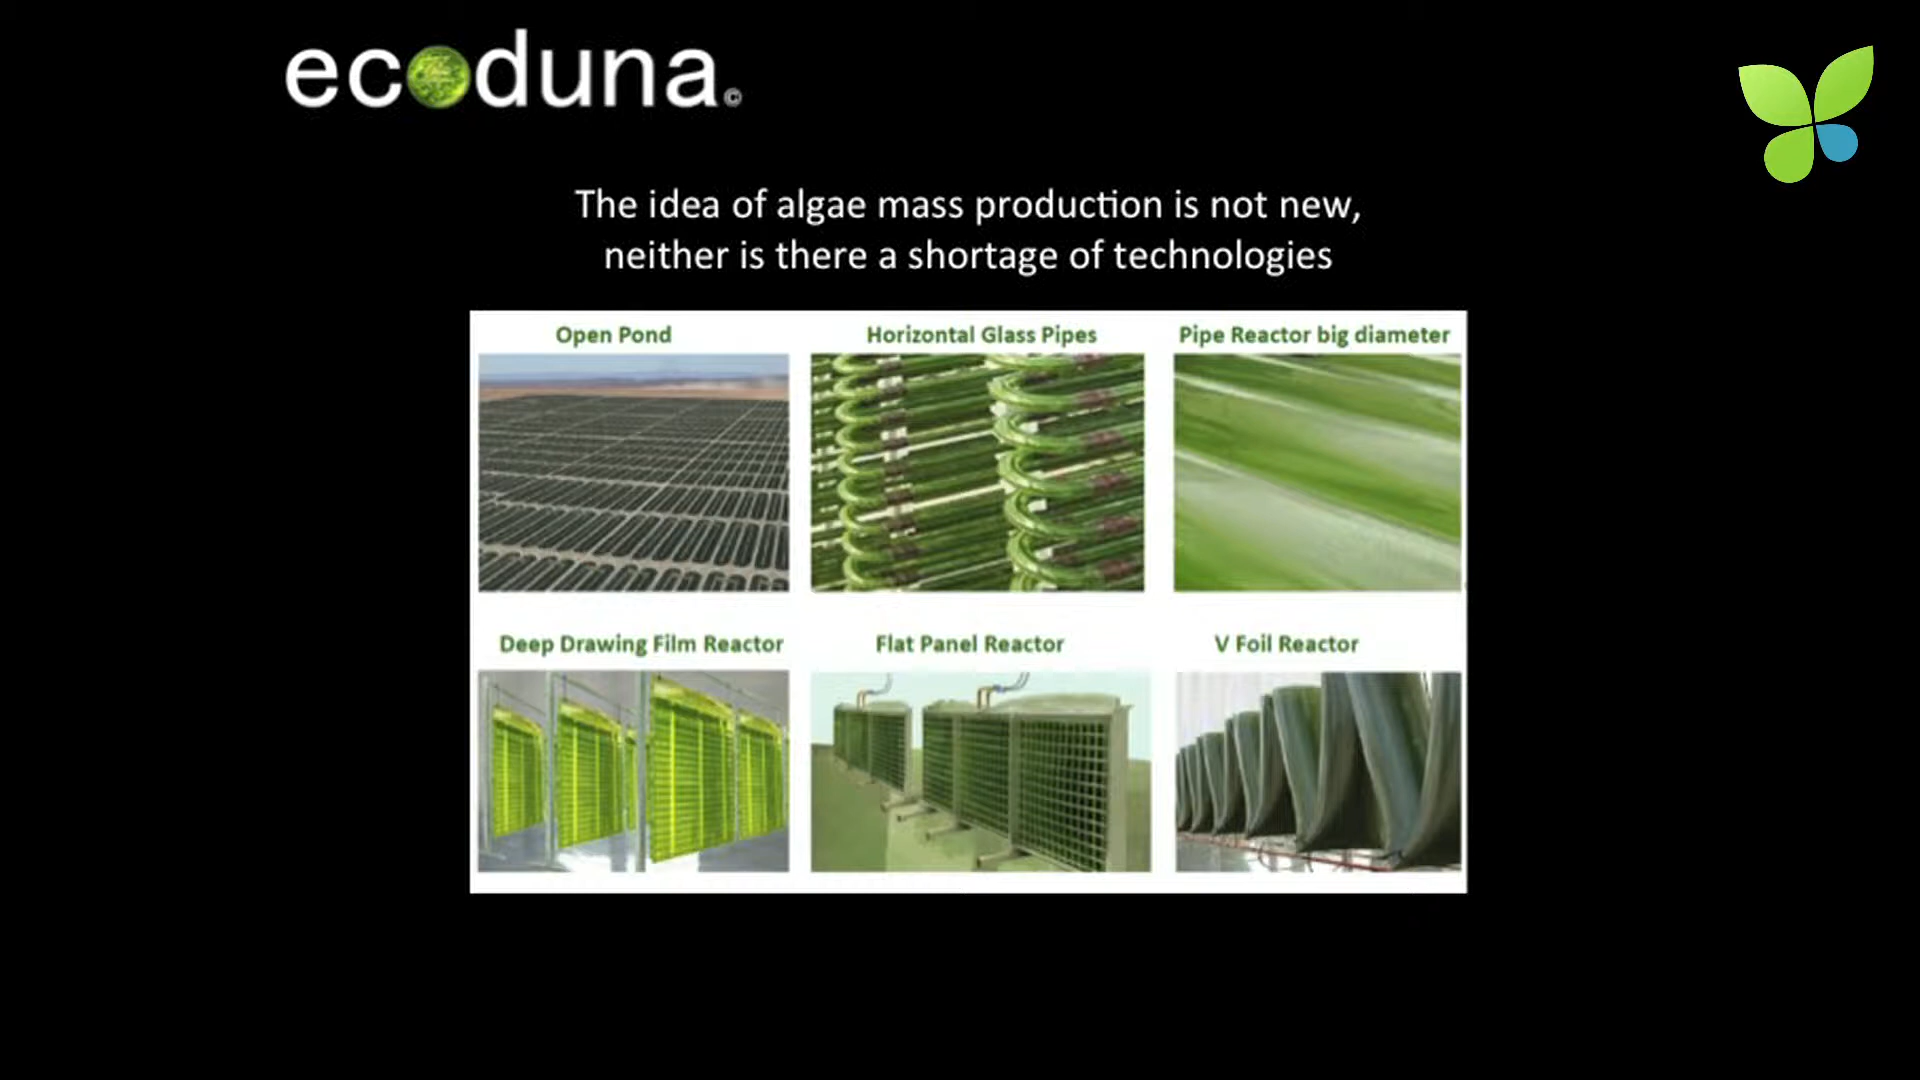 ecoduna.©
The idea of algae mass production is not new,
neither is there a shortage of technologies
Open Pond
Horizontal Glass Pipes
Pipe Reactor big diameter
Deep Drawing Film Reactor
Flat Panel Reactor
V Foil Reactor